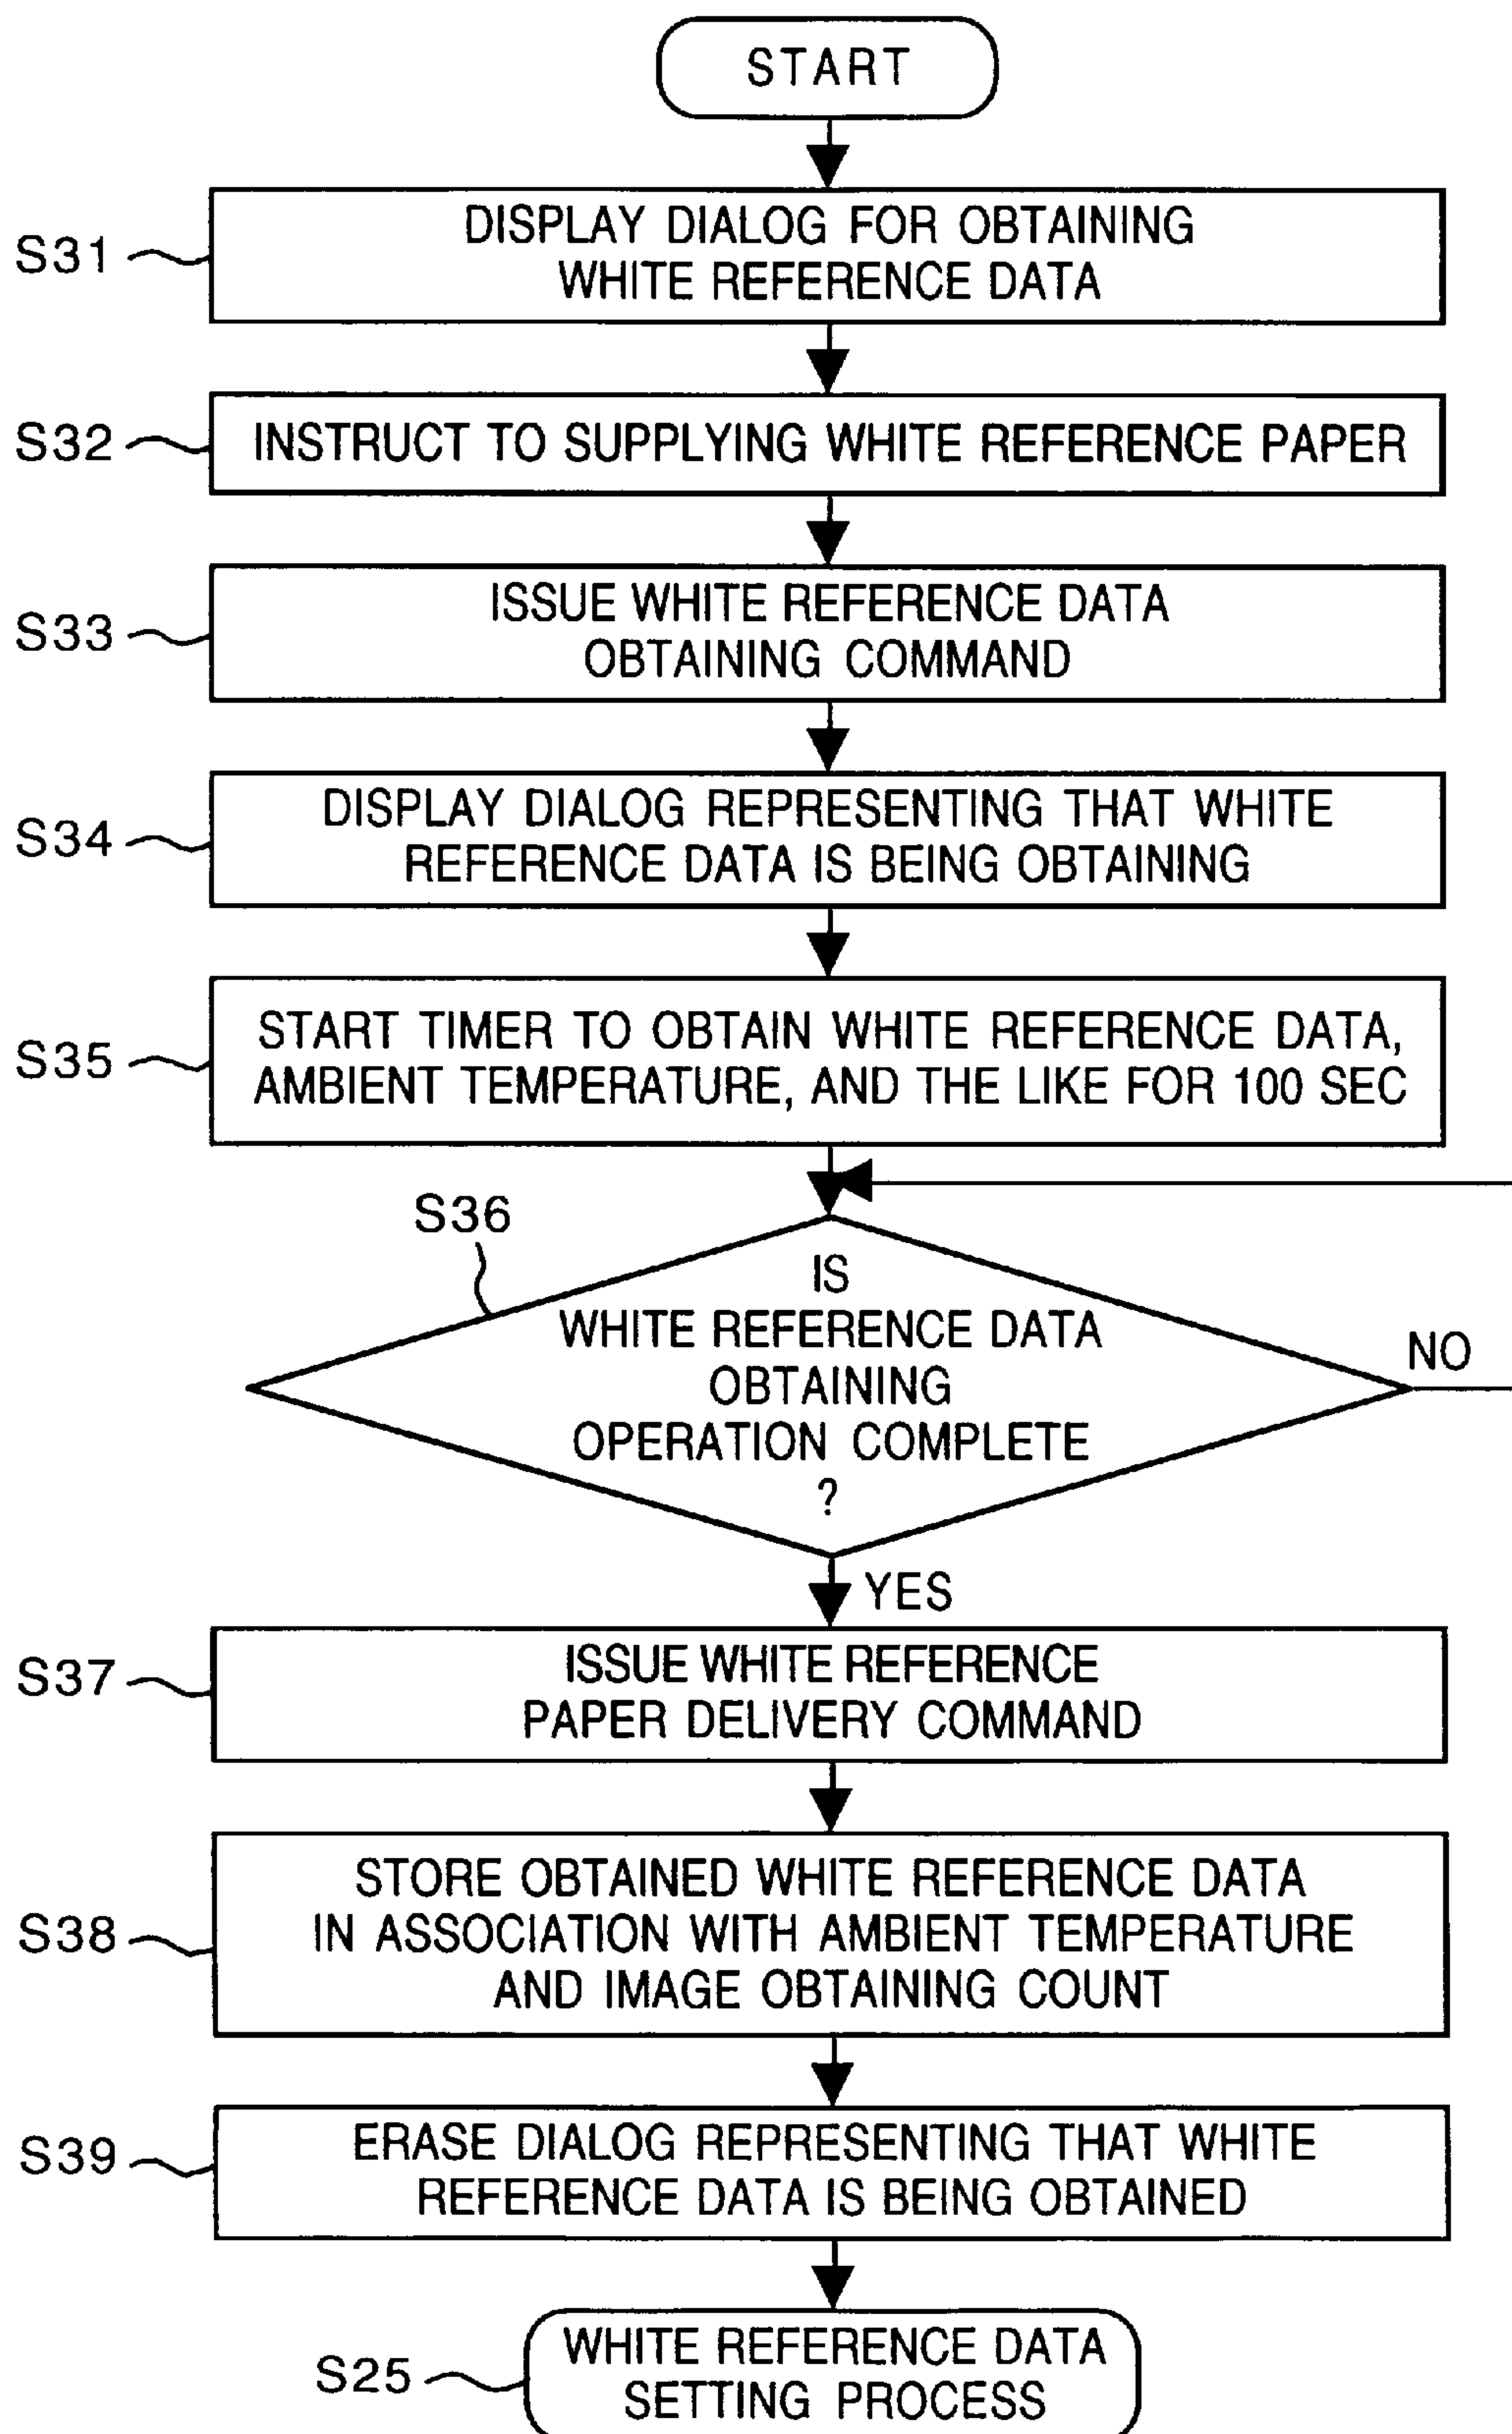 START
S31
DISPLAY DIALOG FOR OBTAINING
WHITE REFERENCE DATA
S32
INSTRUCT TO SUPPLYING WHITE REFERENCE PAPER
S33
ISSUE WHITE REFERENCE DATA
OBTAINING COMMAND
S34
DISPLAY DIALOG REPRESENTING THAT WHITE
REFERENCE DATA IS BEING OBTAINING
S35
START TIMER TO OBTAIN WHITE REFERENCE DATA,
AMBIENT TEMPERATURE, AND THE LIKE FOR 100 SEC
S36
IS
WHITE REFERENCE DATA
OBTAINING
OPERATION COMPLETE
?
NO
YES
S37
ISSUE WHITE REFERENCE
PAPER DELIVERY COMMAND
S38
STORE OBTAINED WHITE REFERENCE DATA
IN ASSOCIATION WITH AMBIENT TEMPERATURE
AND IMAGE OBTAINING COUNT
S39
ERASE DIALOG REPRESENTING THAT WHITE
REFERENCE DATA IS BEING OBTAINED
S25
WHITE REFERENCE DATA
SETTING PROCESS